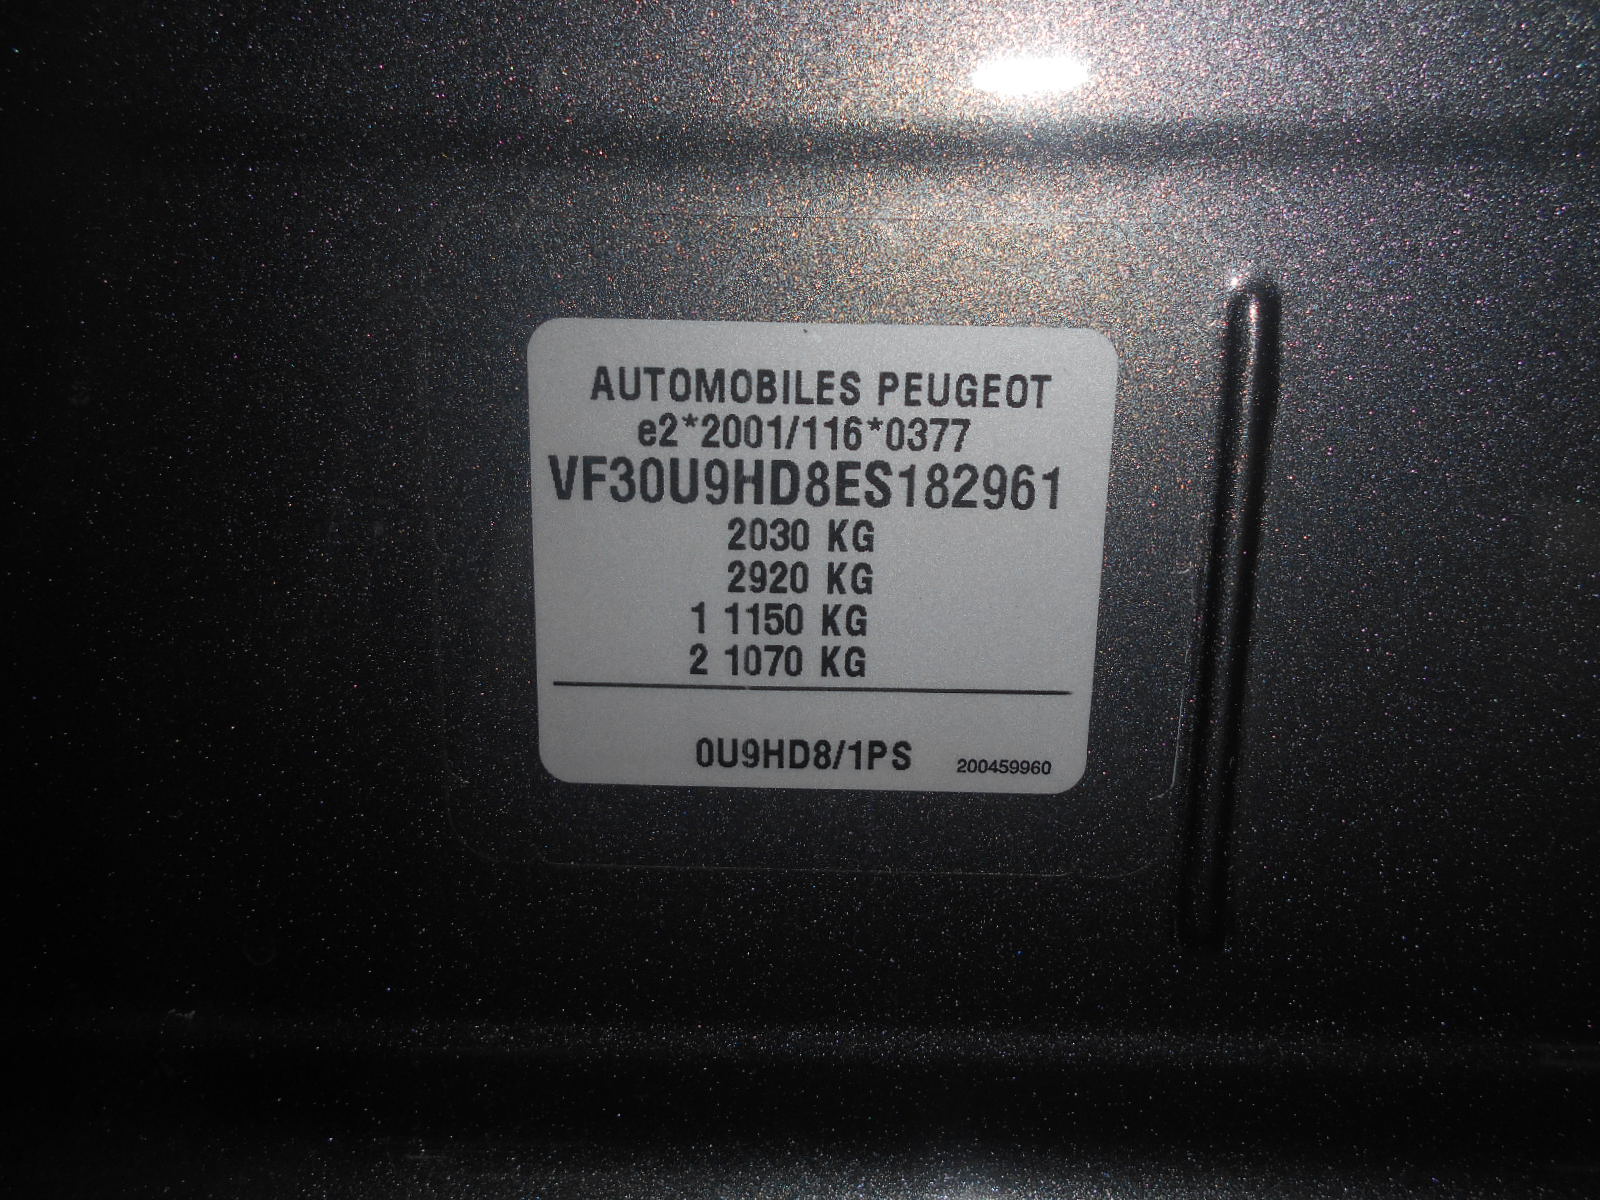 AUTOMOBILES PEUGEOT
e2*2001/116*0377
VF30U9HD8ES182961
2030 KG
2920 KG
1 1150 KG
2 1070 KG
0U9HD8/1PS
200459960